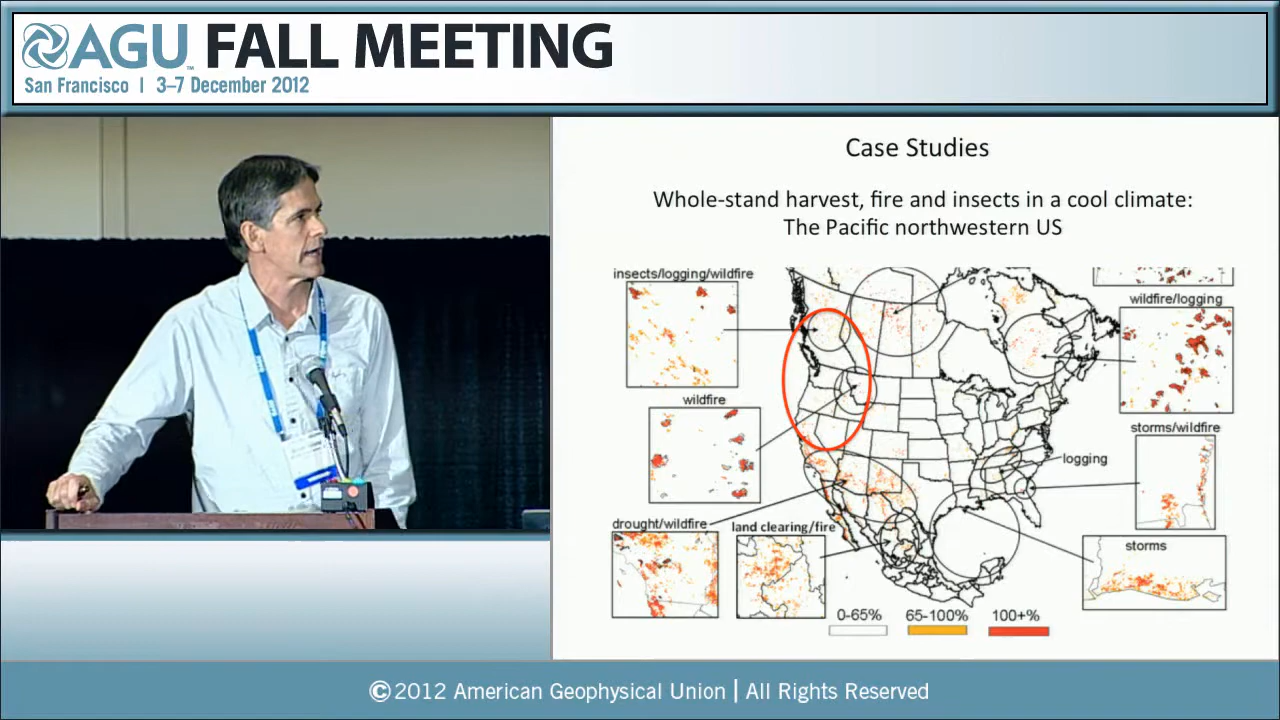 AGU FALL MEETING
San Francisco | 3–7 December 2012
Case Studies
Whole-stand harvest, fire and insects in a cool climate:
The Pacific northwestern US
insects/logging/wildfire
wildfire/logging
wildfire
storms/wildfire
logging
drought/wildfire
land clearing/fire
storms
0-65%
65-100%
100+%
©2012 American Geophysical Union | All Rights Reserved